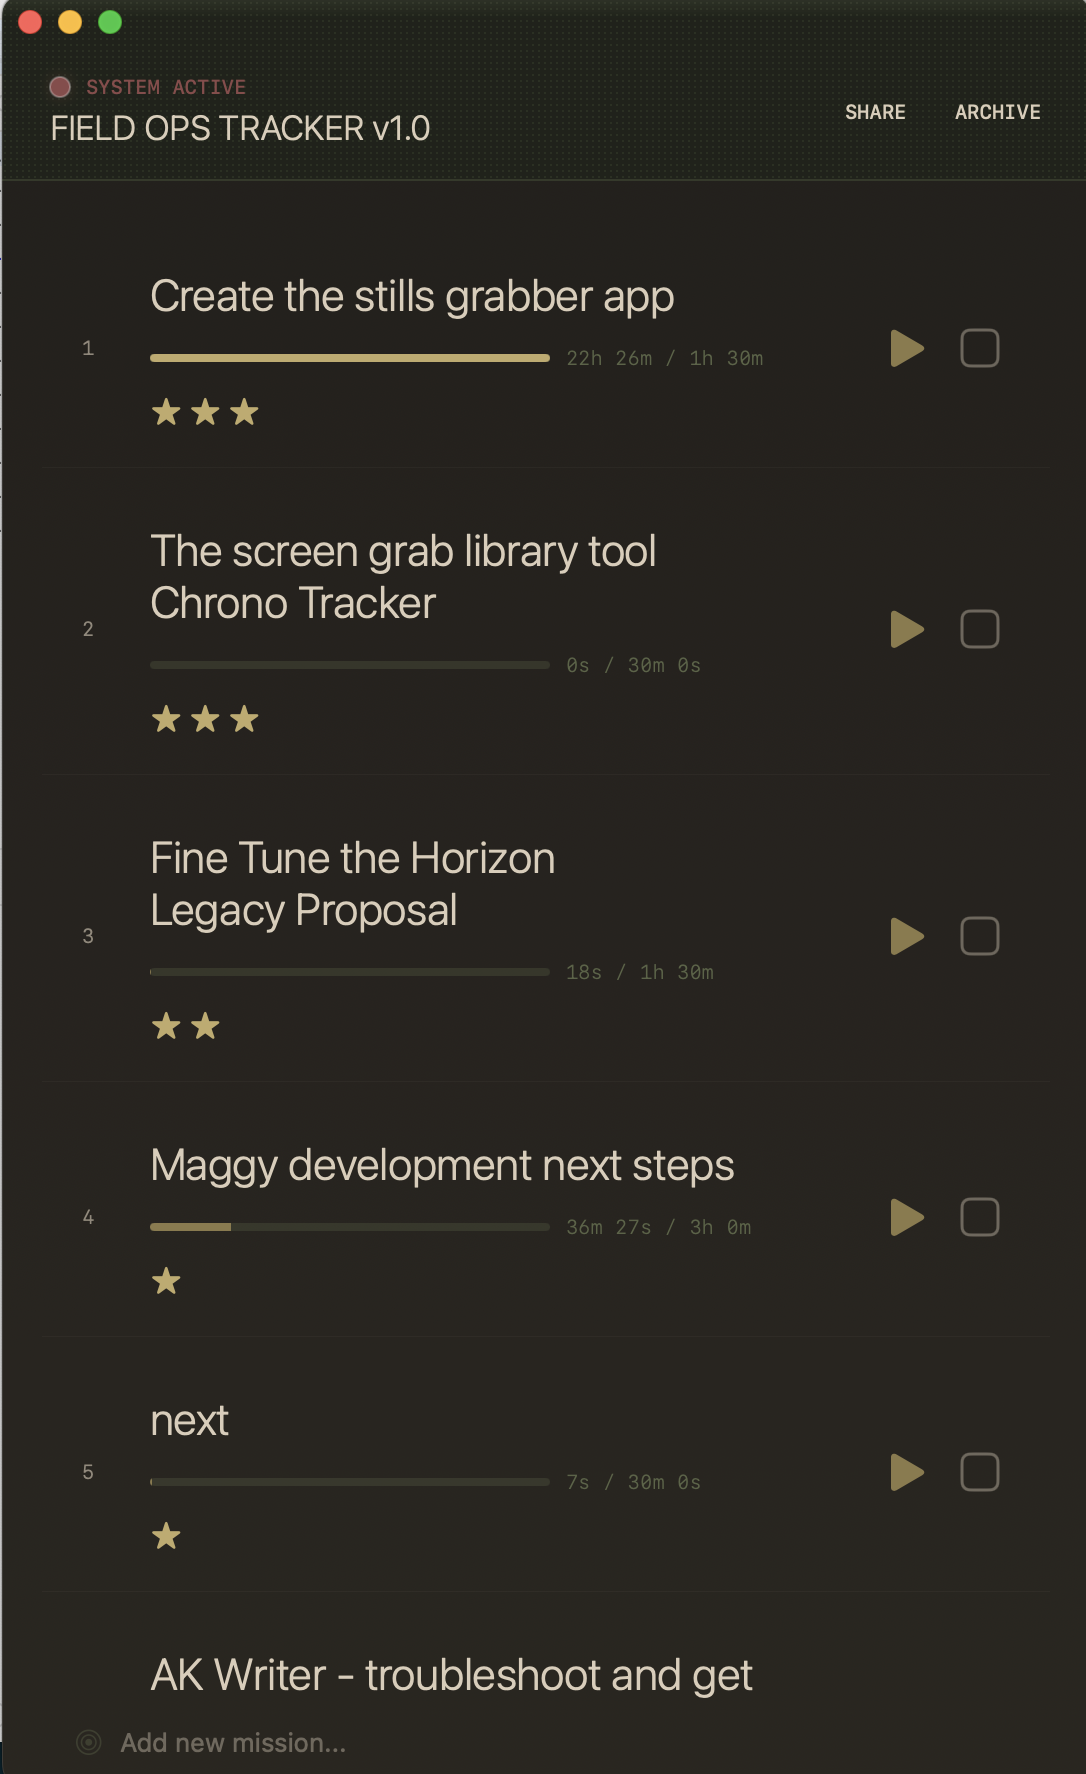 SYSTEM ACTIVE
FIELD OPS TRACKER v1.0
SHARE
ARCHIVE
1
Create the stills grabber app
22h 26m / 1h 30m
2
The screen grab library tool
Chrono Tracker
0s / 30m 0s
3
Fine Tune the Horizon
Legacy Proposal
18s / 1h 30m
4
Maggy development next steps
36m 27s / 3h 0m
5
next
7s / 30m 0s
AK Writer - troubleshoot and get
Add new mission...